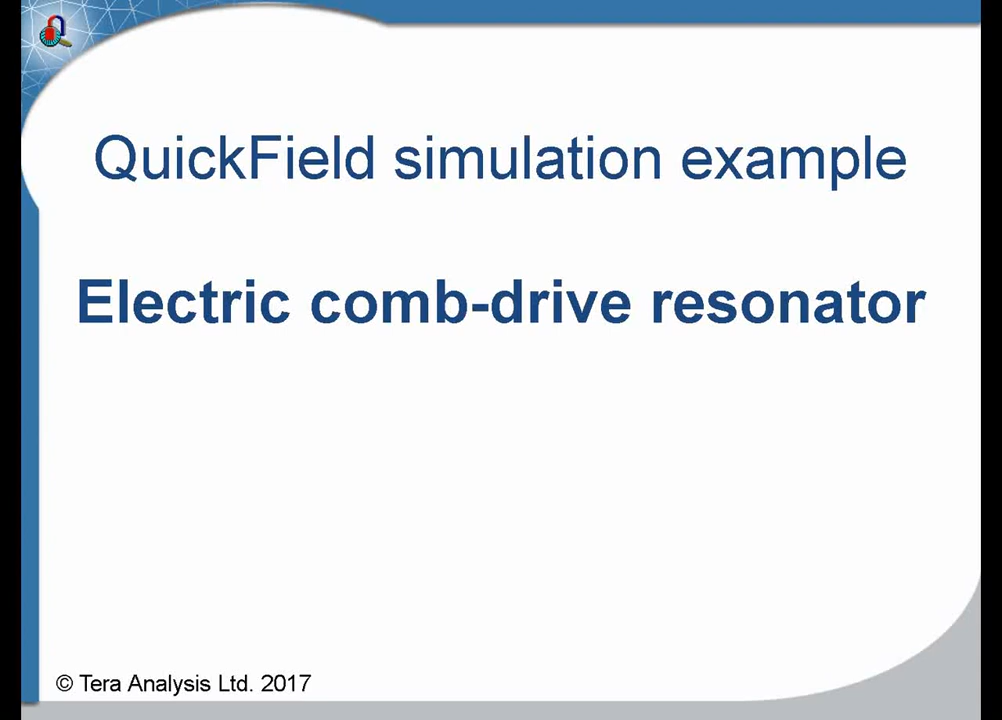 QuickField simulation example
Electric comb-drive resonator
© Tera Analysis Ltd. 2017